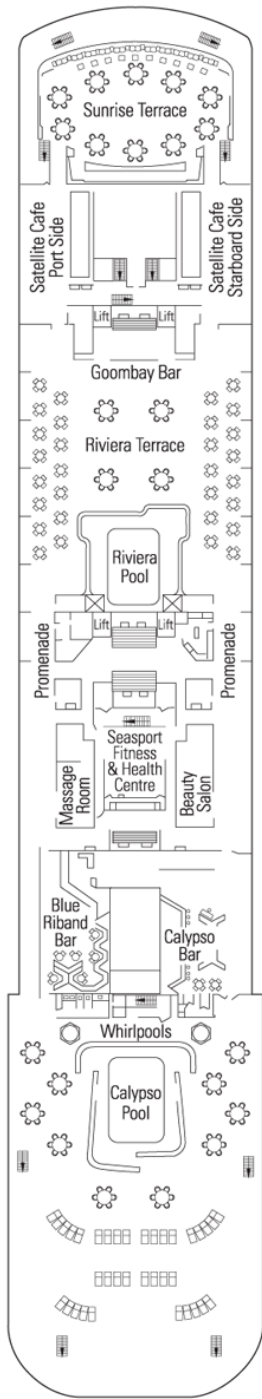 Sunrise Terrace
Satellite Cafe
Port Side
Satellite Cafe
Starboard Side
Lift
Lift
Goombay Bar
Riviera Terrace
Riviera
Pool
Promenade
Lift
Lift
Promenade
Seasport
Fitness
& Health
Centre
Massage
Room
Beauty
Salon
Blue
Riband
Bar
Calypso
Bar
Whirlpools
Calypso
Pool